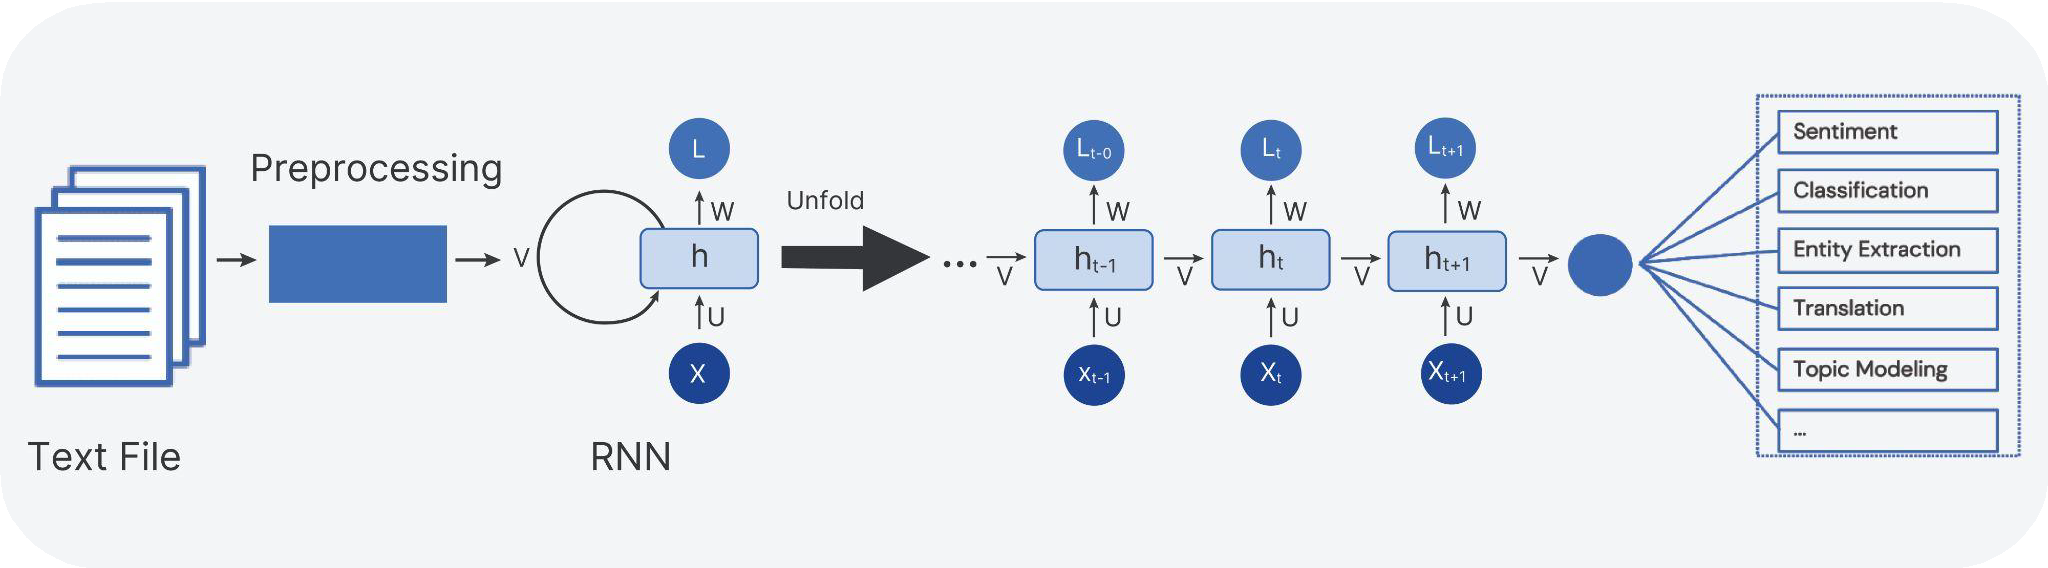 Text File
Preprocessing
V
L
W
h
U
X
RNN
Unfold
...
V
Lt-0
W
ht-1
U
xt-1
V
Lt
W
ht
U
Xt
V
Lt+1
W
ht+1
U
Xt+1
V
Sentiment
Classification
Entity Extraction
Translation
Topic Modeling
...